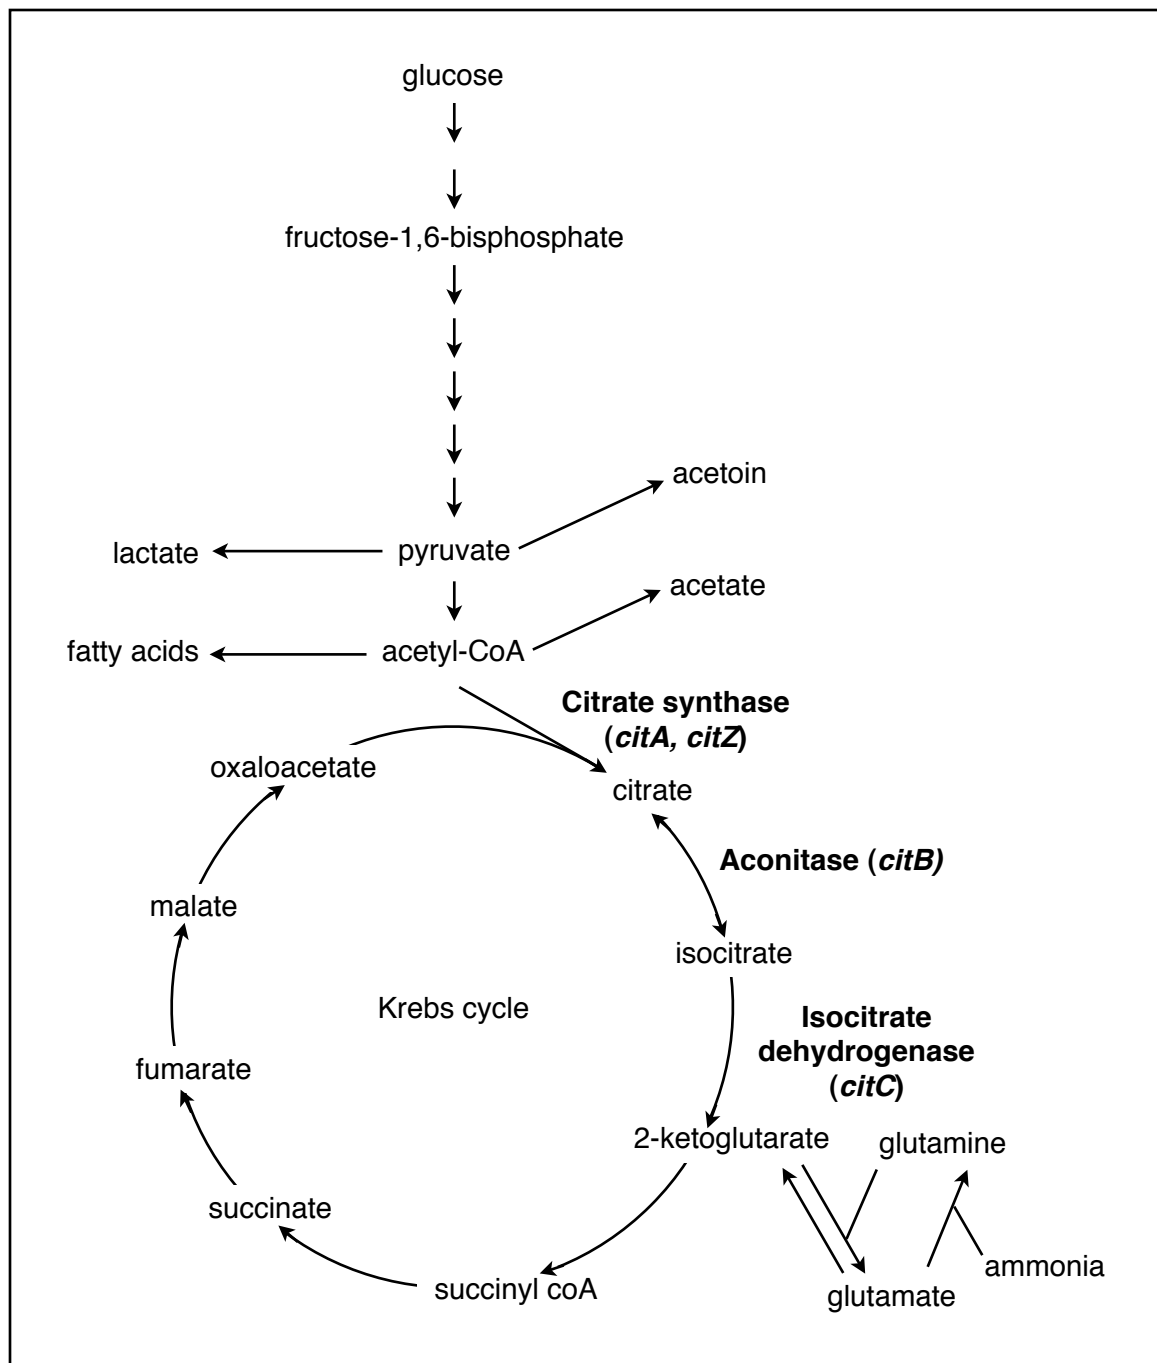 glucose
fructose-1,6-bisphosphate
acetoin
lactate
pyruvate
acetate
fatty acids
acetyl-CoA
Citrate synthase
(citA, citZ)
oxaloacetate
citrate
Aconitase (citB)
malate
isocitrate
Krebs cycle
Isocitrate
dehydrogenase
(citC)
fumarate
2-ketoglutarate
glutamine
succinate
ammonia
succinyl coA
glutamate